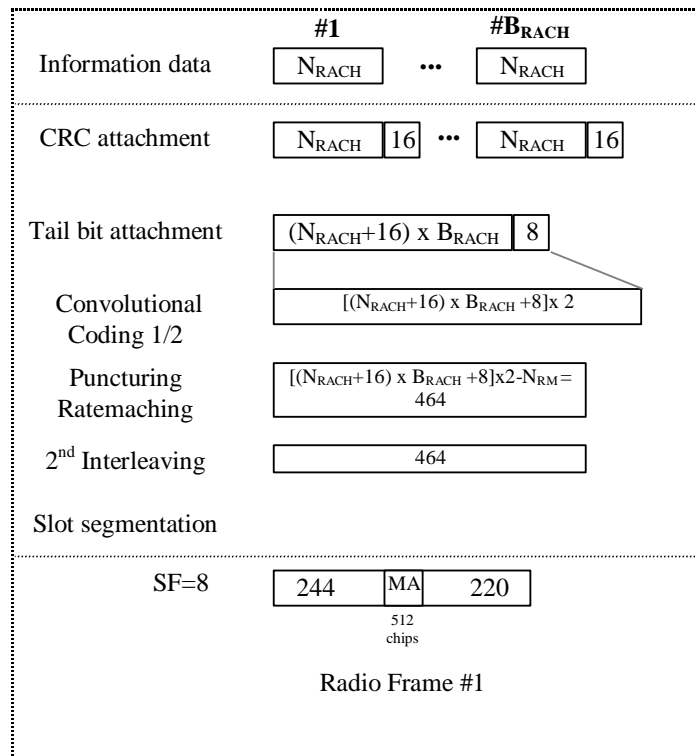 #1 #B_RACH
Information data N_RACH ... N_RACH
CRC attachment N_RACH 16 ... N_RACH 16
Tail bit attachment (N_RACH+16) x B_RACH 8
Convolutional Coding 1/2 [(N_RACH+16) x B_RACH +8]x 2
Puncturing Ratemaching [(N_RACH+16) x B_RACH +8]x2-N_RM= 464
2nd Interleaving 464
Slot segmentation
SF=8 244 MA 220
512
chips
Radio Frame #1